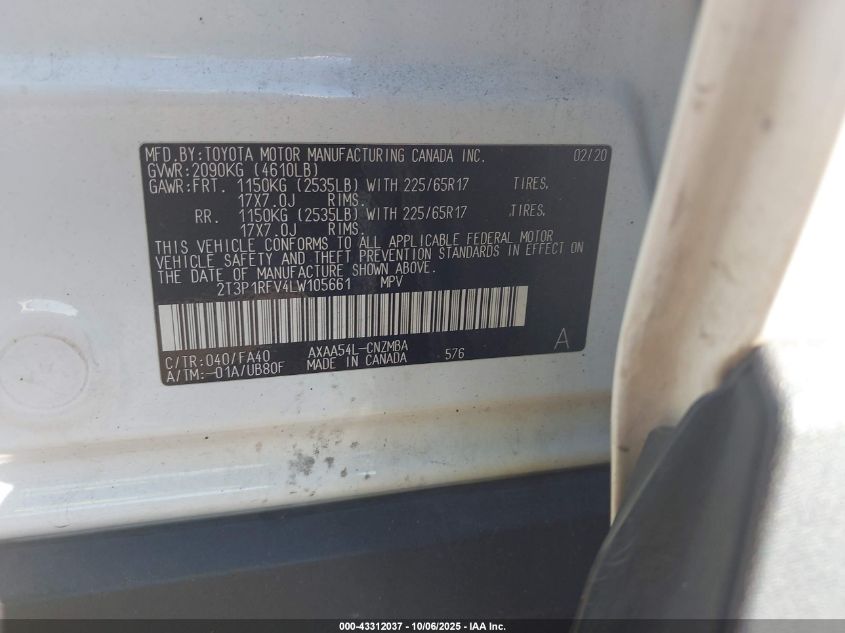 MFD.BY:TOYOTA MOTOR MANUFACTURING CANADA INC. 02/20
GVWR:2090KG (4610LB)
GAWR:FRT. 1150KG (2535LB) WITH 225/65R17 TIRES,
17X7.0J RIMS.
RR. 1150KG (2535LB) WITH 225/65R17 TIRES,
17X7.0J RIMS.
THIS VEHICLE CONFORMS TO ALL APPLICABLE FEDERAL MOTOR
VEHICLE SAFETY AND THEFT PREVENTION STANDARDS IN EFFECT ON
THE DATE OF MANUFACTURE SHOWN ABOVE.
2T3P1RFV4LW105661 MPV
C/TR:040/FA40 AXAA54L-CNZMBA A
A/TM:-01A/UB80F MADE IN CANADA 576
000-43312037 - 10/06/2025 - IAA Inc.